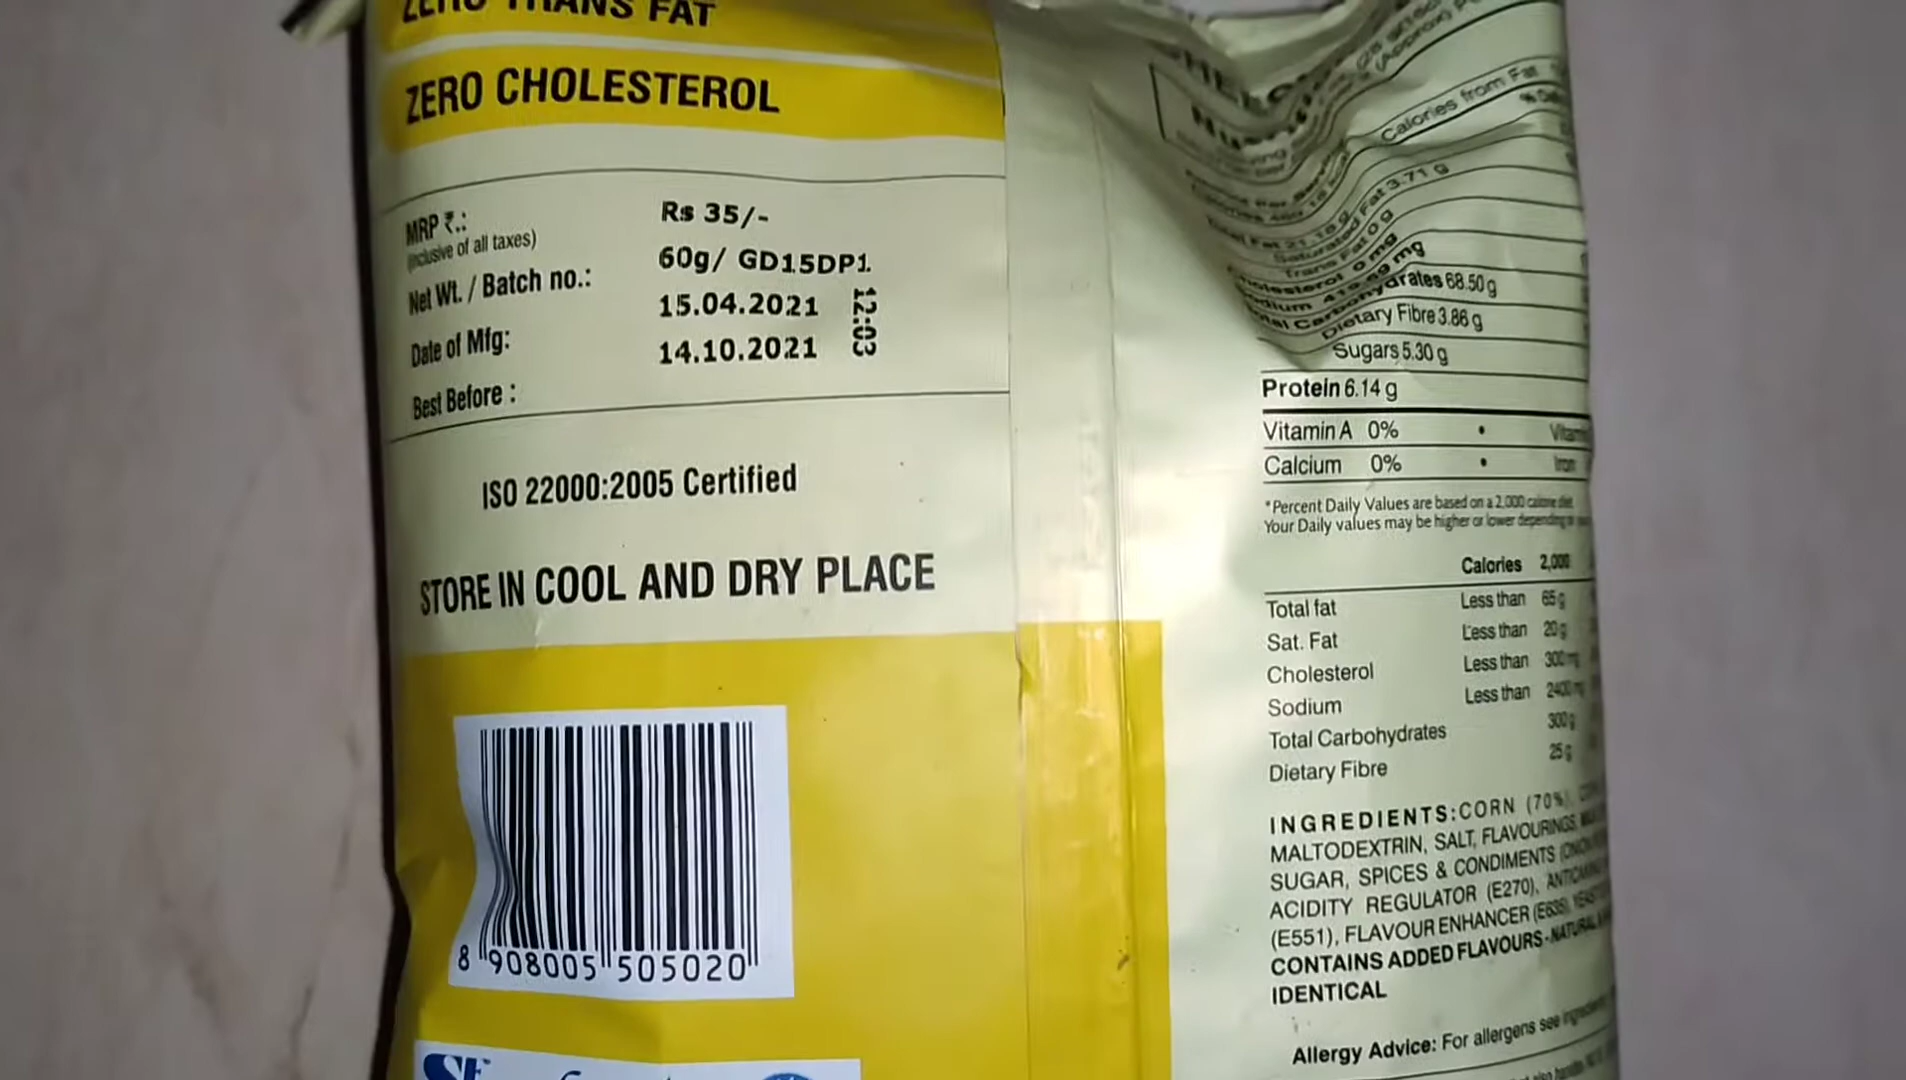 ZERO TRANS FAT
ZERO CHOLESTEROL
MRP ₹.: Rs 35/-
(inclusive of all taxes)
Net Wt. / Batch no.: 60g/ GD15DP1
Date of Mfg: 15.04.2021
Best Before : 14.10.2021
12:03
ISO 22000:2005 Certified
STORE IN COOL AND DRY PLACE
8 908005 505020
(Approx)
Calories from Fat
Total Fat 21.18 g
Saturated Fat 3.71 g
Trans Fat 0 g
Cholesterol 0 mg
Sodium mg
Total Carbohydrates 68.50 g
Dietary Fibre 3.86 g
Sugars 5.30 g
Protein 6.14 g
Vitamin A 0% •
Calcium 0% • Iron
*Percent Daily Values are based on a 2,000 calorie diet
Your Daily values may be higher or lower depending
Calories 2,000
Total fat Less than 65 g
Sat. Fat Less than 20 g
Cholesterol Less than 300 mg
Sodium Less than 2400 mg
Total Carbohydrates 300 g
Dietary Fibre 25 g
INGREDIENTS:CORN (70%),
MALTODEXTRIN, SALT, FLAVOURINGS,
SUGAR, SPICES & CONDIMENTS
ACIDITY REGULATOR (E270),
(E551), FLAVOUR ENHANCER (E635),
CONTAINS ADDED FLAVOURS-NATURAL
IDENTICAL
Allergy Advice: For allergens see